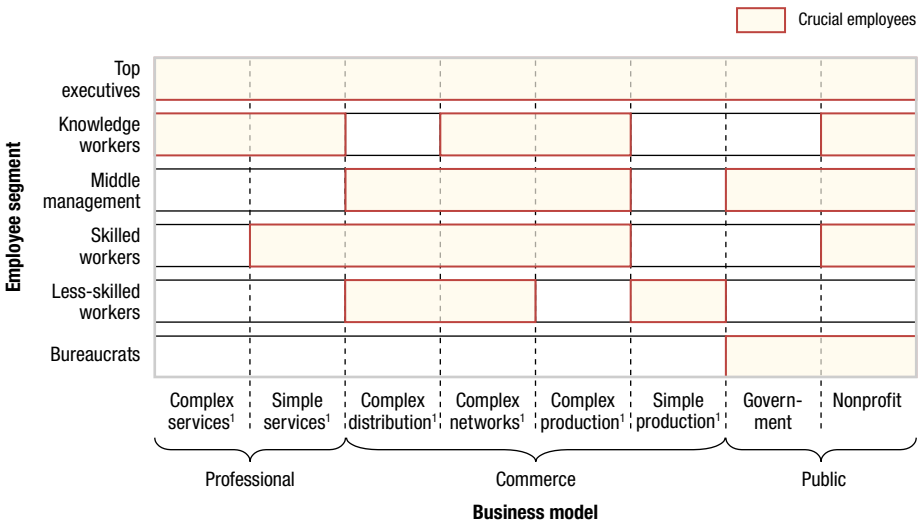 Crucial employees
Employee segment
Top
executives
Knowledge
workers
Middle
management
Skilled
workers
Less-skilled
workers
Bureaucrats
Complex
services1
Simple
services1
Complex
distribution1
Complex
networks1
Complex
production1
Simple
production1
Govern-
ment
Nonprofit
Professional
Commerce
Public
Business model